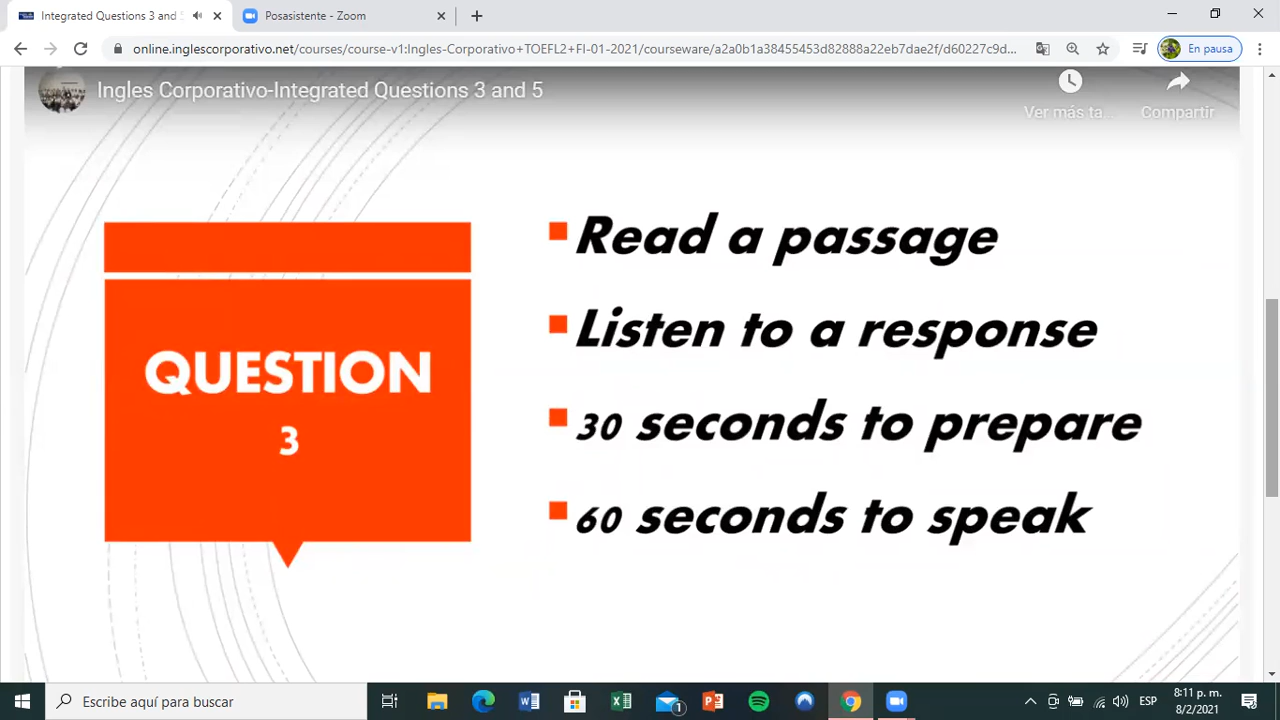 Integrated Questions 3 and 5
Posasistente - Zoom
online.inglescorporativo.net/courses/course-v1:Ingles-Corporativo+TOEFL2+FI-01-2021/courseware/a2a0b1a38455453d82888a22eb7dae2f/d60227c9d...
En pausa
Ingles Corporativo-Integrated Questions 3 and 5
Ver más ta...
Compartir
QUESTION
3
Read a passage
Listen to a response
30 seconds to prepare
60 seconds to speak
Escribe aquí para buscar
1
ESP
8:11 p. m.
8/2/2021